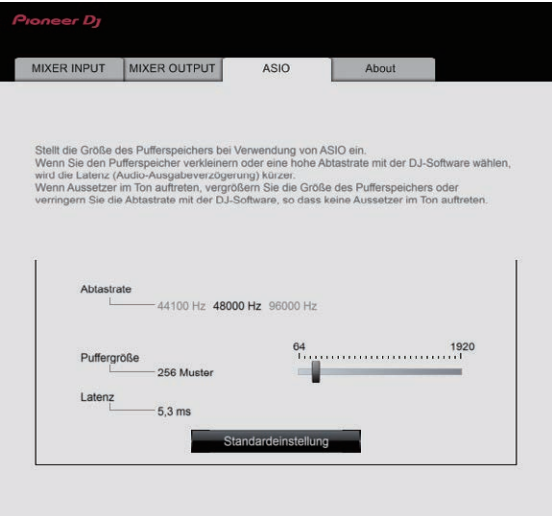 Pioneer Dj
MIXER INPUT
MIXER OUTPUT
ASIO
About
Stellt die Größe des Pufferspeichers bei Verwendung von ASIO ein.
Wenn Sie den Pufferspeicher verkleinern oder eine hohe Abtastrate mit der DJ-Software wählen,
wird die Latenz (Audio-Ausgabeverzögerung) kürzer.
Wenn Aussetzer im Ton auftreten, vergrößern Sie die Größe des Pufferspeichers oder
verringern Sie die Abtastrate mit der DJ-Software, so dass keine Aussetzer im Ton auftreten.
Abtastrate
44100 Hz 48000 Hz 96000 Hz
64 1920
Puffergröße
256 Muster
Latenz
5,3 ms
Standardeinstellung